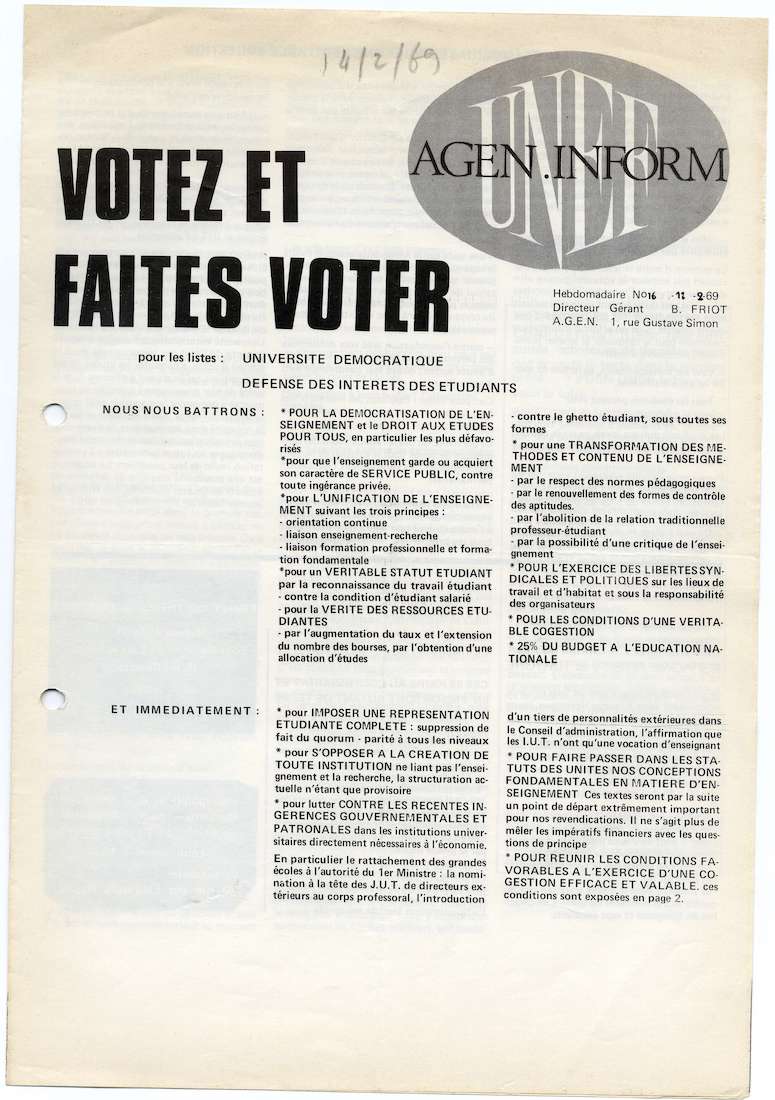 14/2/69
UNEF
AGEN.INFORM
VOTEZ ET
FAITES VOTER
Hebdomadaire No16 -11 -2-69
Directeur Gérant B. FRIOT
A.G.E.N. 1, rue Gustave Simon
pour les listes : UNIVERSITE DEMOCRATIQUE
DEFENSE DES INTERETS DES ETUDIANTS
NOUS NOUS BATTRONS :
* POUR LA DEMOCRATISATION DE L'EN-
SEIGNEMENT et le DROIT AUX ETUDES
POUR TOUS, en particulier les plus défavo-
risés
*pour que l'enseignement garde ou acquiert
son caractère de SERVICE PUBLIC, contre
toute ingérance privée.
*pour L'UNIFICATION DE L'ENSEIGNE-
MENT suivant les trois principes :
- orientation continue
- liaison enseignement-recherche
- liaison formation professionnelle et forma-
tion fondamentale
*pour un VERITABLE STATUT ETUDIANT
par la reconnaissance du travail étudiant
- contre la condition d'étudiant salarié
- pour la VERITE DES RESSOURCES ETU-
DIANTES
- par l'augmentation du taux et l'extension
du nombre des bourses, par l'obtention d'une
allocation d'études
- contre le ghetto étudiant, sous toutes ses
formes
* pour une TRANSFORMATION DES ME-
THODES ET CONTENU DE L'ENSEIGNE-
MENT
- par le respect des normes pédagogiques
- par le renouvellement des formes de contrôle
des aptitudes.
- par l'abolition de la relation traditionnelle
professeur-étudiant
- par la possibilité d'une critique de l'ensei-
gnement
* POUR L'EXERCICE DES LIBERTES SYN-
DICALES ET POLITIQUES sur les lieux de
travail et d'habitat et sous la responsabilité
des organisateurs
* POUR LES CONDITIONS D'UNE VERITA-
BLE COGESTION
* 25% DU BUDGET A L'EDUCATION NA-
TIONALE
ET IMMEDIATEMENT :
* pour IMPOSER UNE REPRESENTATION
ETUDIANTE COMPLETE : suppression de
fait du quorum - parité à tous les niveaux
* pour S'OPPOSER A LA CREATION DE
TOUTE INSTITUTION ne liant pas l'ensei-
gnement et la recherche, la structuration ac-
tuelle n'étant que provisoire
* pour lutter CONTRE LES RECENTES IN-
GERENCES GOUVERNEMENTALES ET
PATRONALES dans les institutions univer-
sitaires directement nécessaires à l'économie.
En particulier le rattachement des grandes
écoles à l'autorité du 1er Ministre : la nomi-
nation à la tête des J.U.T. de directeurs ex-
térieurs au corps professoral, l'introduction
d'un tiers de personnalités extérieures dans
le Conseil d'administration, l'affirmation que
les I.U.T. n'ont qu'une vocation d'enseignant
* POUR FAIRE PASSER DANS LES STA-
TUTS DES UNITES NOS CONCEPTIONS
FONDAMENTALES EN MATIERE D'EN-
SEIGNEMENT Ces textes seront par la suite
un point de départ extrêmement important
pour nos revendications. Il ne s'agit plus de
mêler les impératifs financiers avec les ques-
tions de principe
* POUR REUNIR LES CONDITIONS FA-
VORABLES A L'EXERCICE D'UNE CO-
GESTION EFFICACE ET VALABLE. ces
conditions sont exposées en page 2.